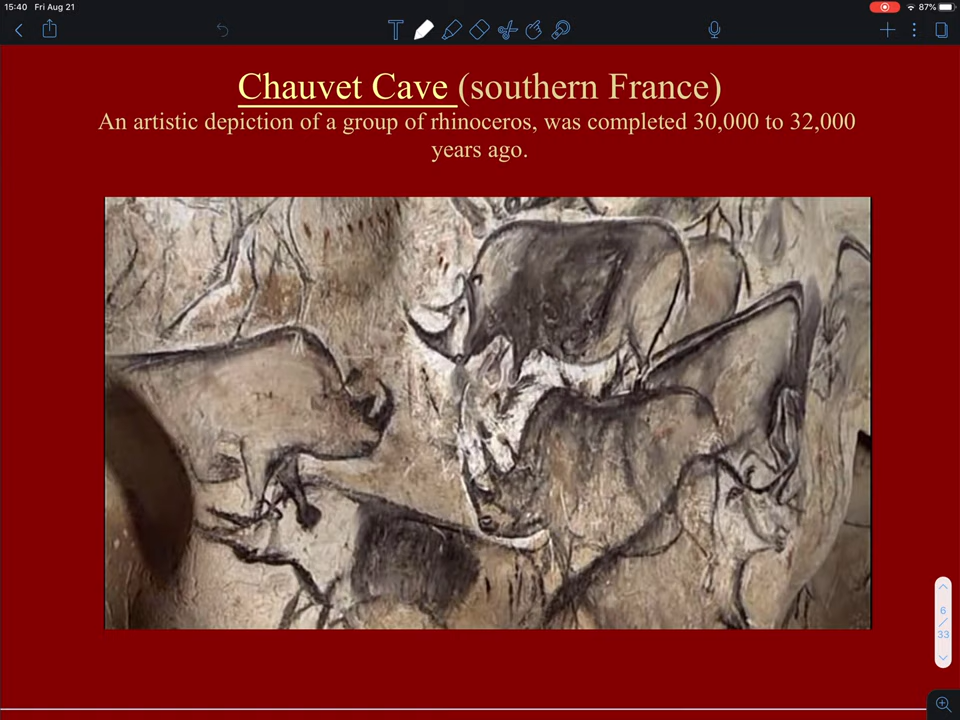 15:40 Fri Aug 21 87%
T
Chauvet Cave (southern France)
An artistic depiction of a group of rhinoceros, was completed 30,000 to 32,000
years ago.
6
/
33